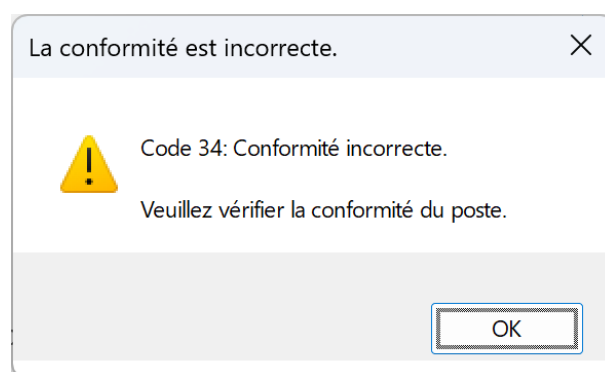 La conformité est incorrecte.
Code 34: Conformité incorrecte.
Veuillez vérifier la conformité du poste.
OK